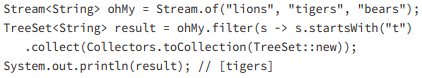 Stream<String> ohMy = Stream.of("lions", "tigers", "bears");
TreeSet<String> result = ohMy.filter(s -> s.startsWith("t")
.collect(Collectors.toCollection(TreeSet::new));
System.out.println(result); // [tigers]